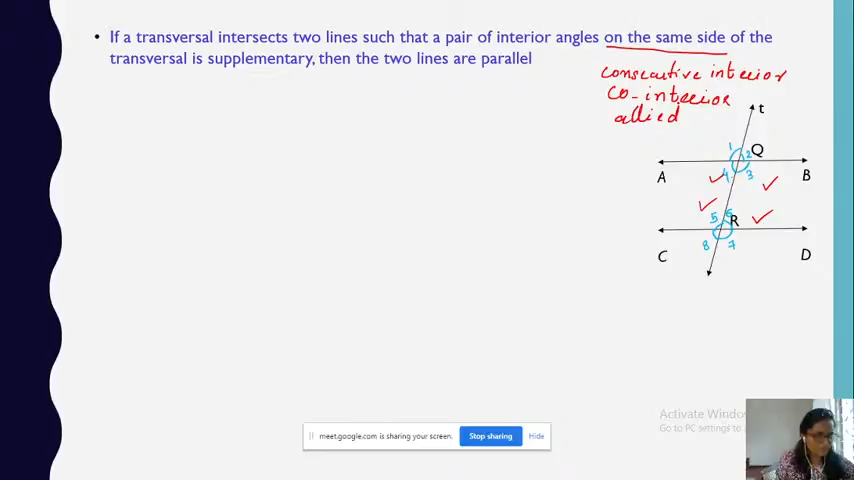 • If a transversal intersects two lines such that a pair of interior angles on the same side of the
transversal is supplementary, then the two lines are parallel
consecutive interior
co-interior
allied
t
1 2 Q
A 4 3 B
5 6 R
C 8 7 D
Activate Windo
Go to PC settings to
meet.google.com is sharing your screen. Stop sharing Hide